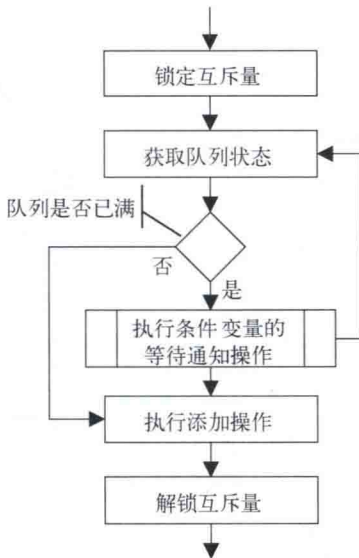 锁定互斥量
获取队列状态
队列是否已满
否
是
执行条件变量的
等待通知操作
执行添加操作
解锁互斥量